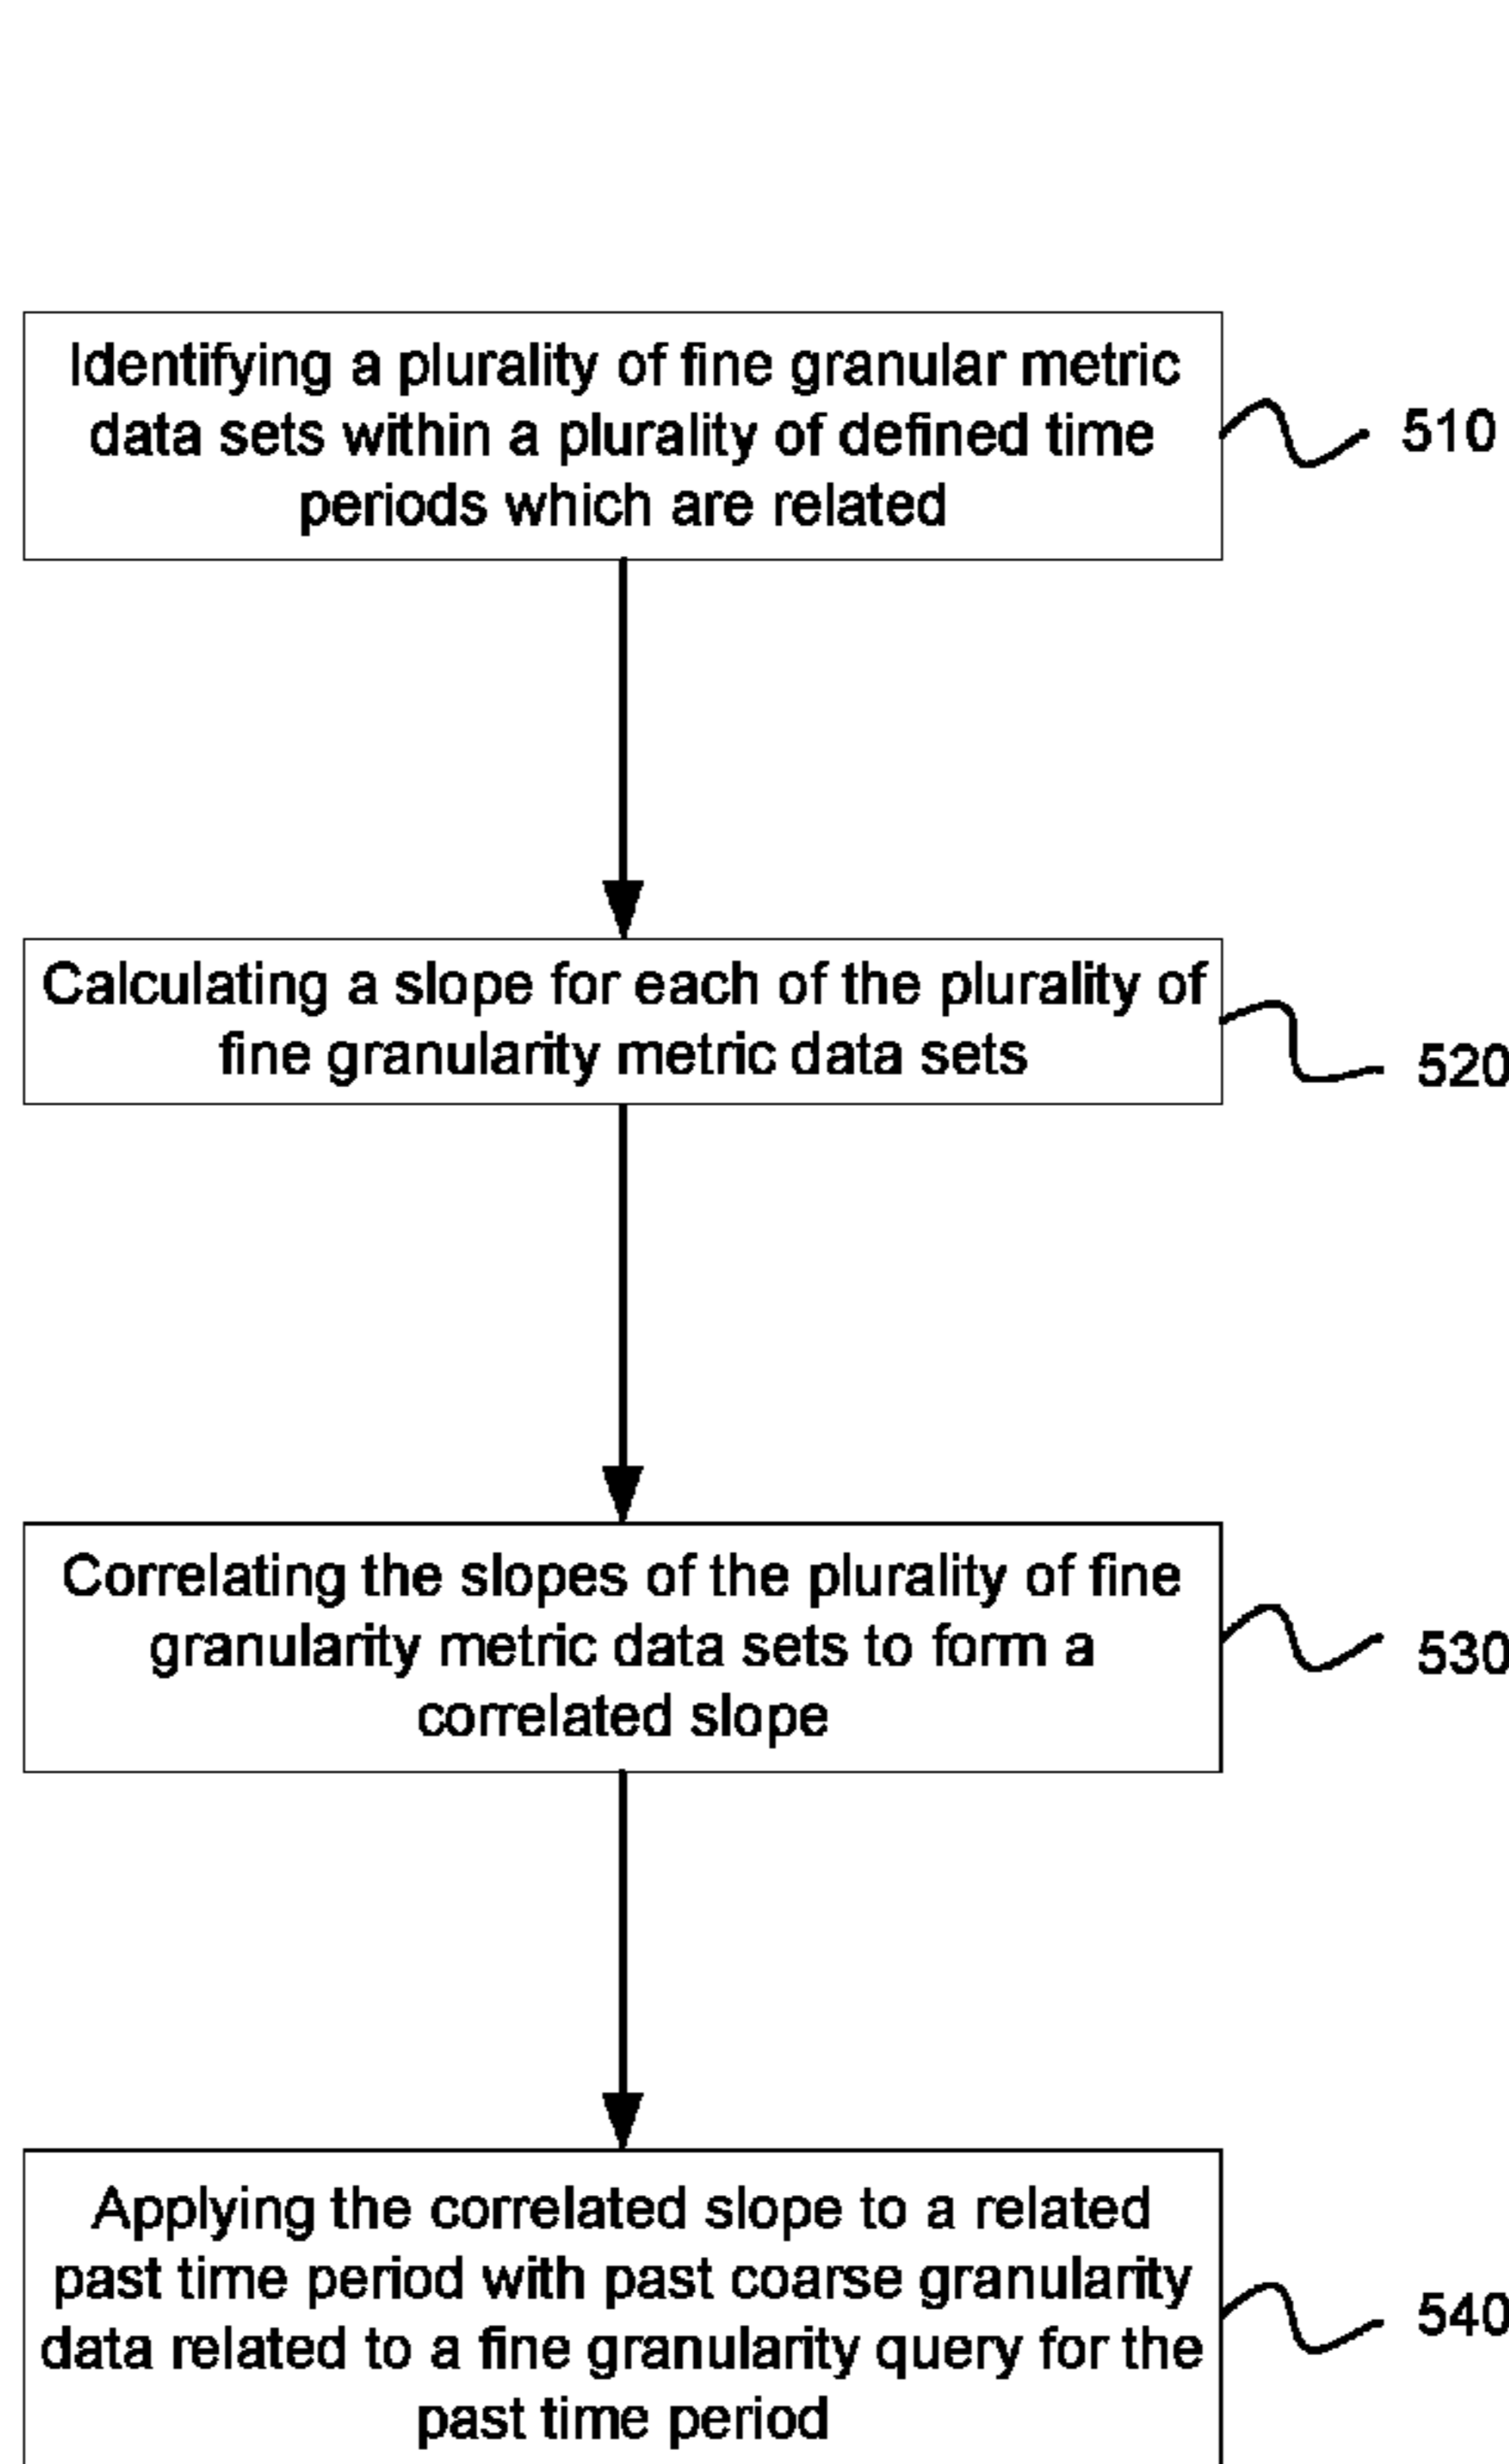 Identifying a plurality of fine granular metric
data sets within a plurality of defined time
periods which are related
510
Calculating a slope for each of the plurality of
fine granularity metric data sets
520
Correlating the slopes of the plurality of fine
granularity metric data sets to form a
correlated slope
530
Applying the correlated slope to a related
past time period with past coarse granularity
data related to a fine granularity query for the
past time period
540